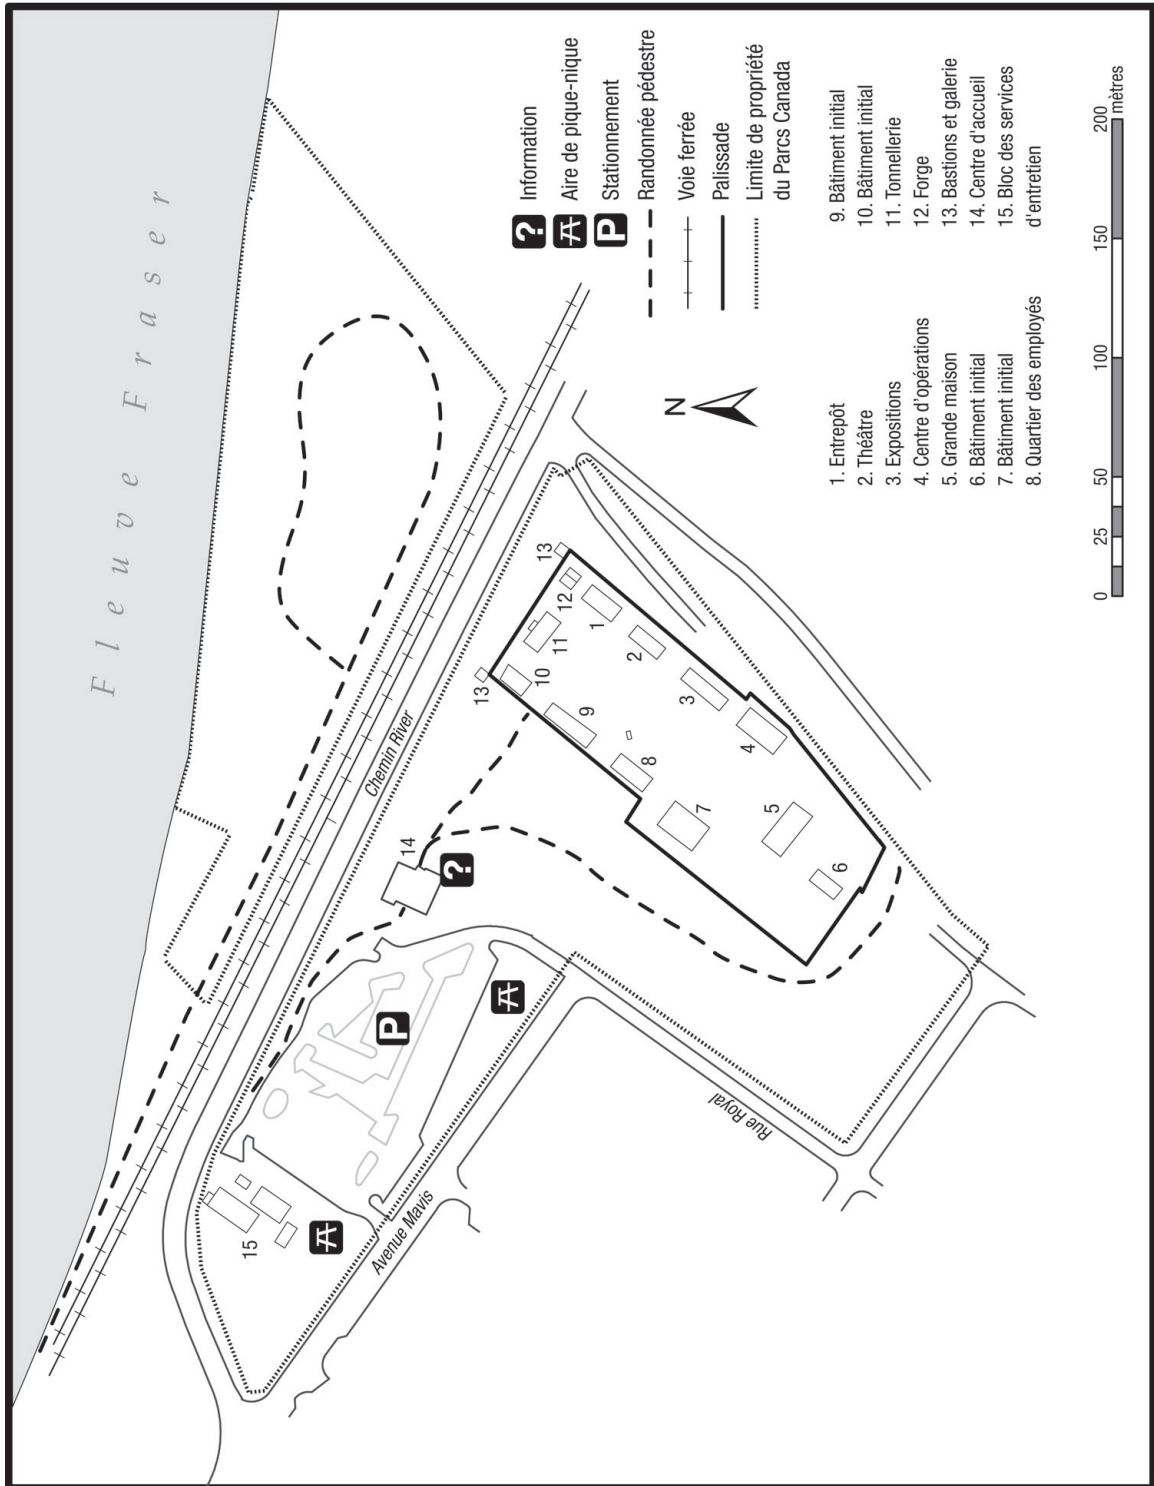 Fleuve Fraser
Information
Aire de pique-nique
Stationnement
Randonnée pédestre
Voie ferrée
Palissade
Limite de propriété
du Parcs Canada
?
P
N
Chemin River
Avenue Mavis
Rue Royal
?
P
1
2
3
4
5
6
7
8
9
10
11
12
13
13
14
15
1. Entrepôt
2. Théâtre
3. Expositions
4. Centre d'opérations
5. Grande maison
6. Bâtiment initial
7. Bâtiment initial
8. Quartier des employés
9. Bâtiment initial
10. Bâtiment initial
11. Tonnellerie
12. Forge
13. Bastions et galerie
14. Centre d'accueil
15. Bloc des services
d'entretien
0 25 50 100 150 200
mètres